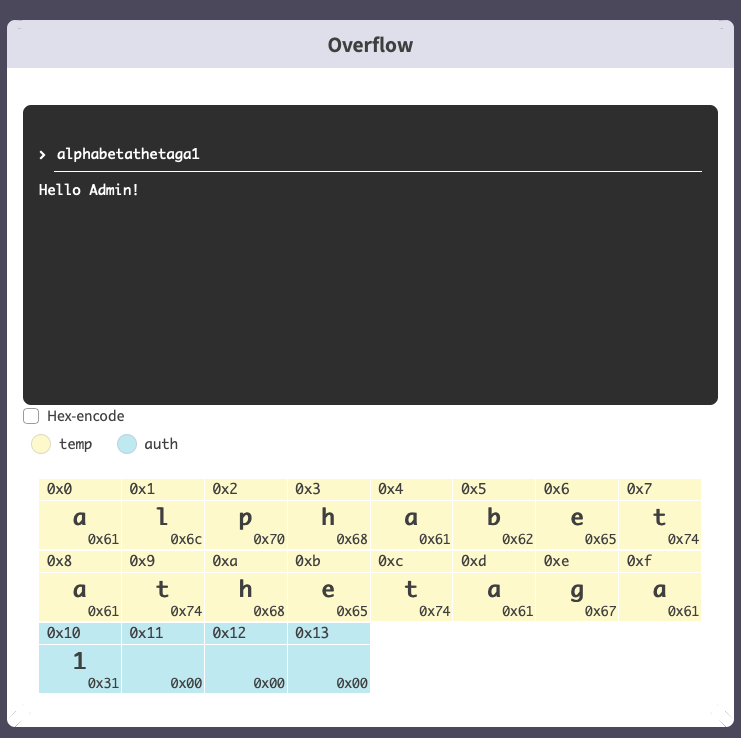 Overflow
> alphabetathetaga1
Hello Admin!
Hex-encode
temp auth
0x0 0x1 0x2 0x3 0x4 0x5 0x6 0x7
a l p h a b e t
0x61 0x6c 0x70 0x68 0x61 0x62 0x65 0x74
0x8 0x9 0xa 0xb 0xc 0xd 0xe 0xf
a t h e t a g a
0x61 0x74 0x68 0x65 0x74 0x61 0x67 0x61
0x10 0x11 0x12 0x13
1
0x31 0x00 0x00 0x00